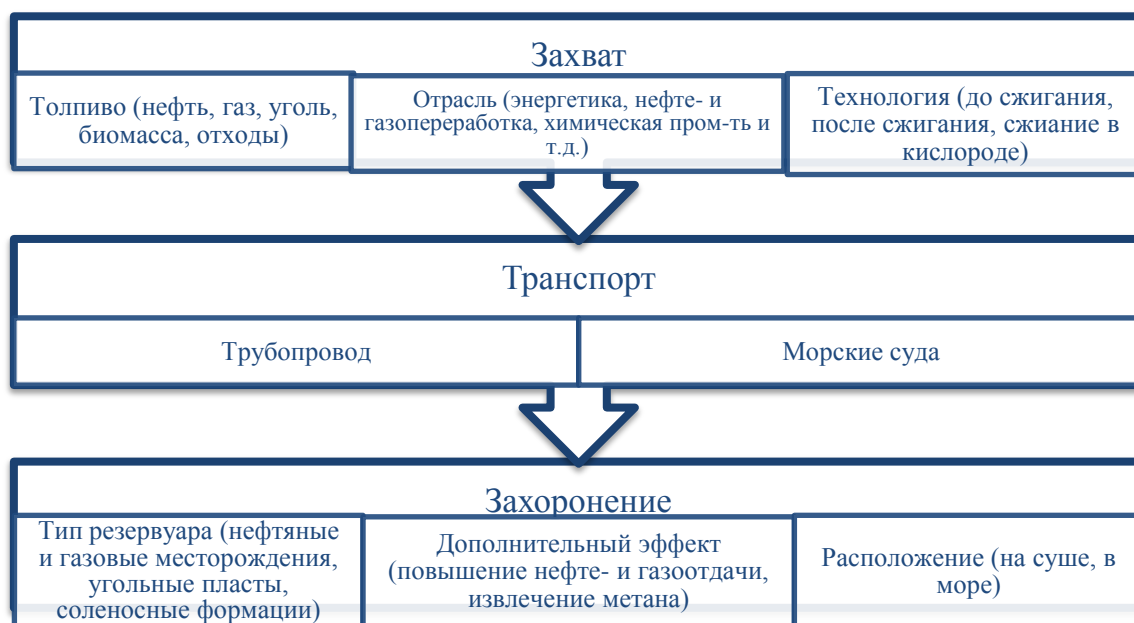 Захват
Толпиво (нефть, газ, уголь,
биомасса, отходы)
Отрасль (энергетика, нефте- и
газопереработка, химическая пром-ть и
т.д.)
Технология (до сжигания,
после сжигания, сжиание в
кислороде)
Транспорт
Трубопровод
Морские суда
Захоронение
Тип резервуара (нефтяные
и газовые месторождения,
угольные пласты,
соленосные формации)
Дополнительный эффект
(повышение нефте- и газоотдачи,
извлечение метана)
Расположение (на суше, в
море)